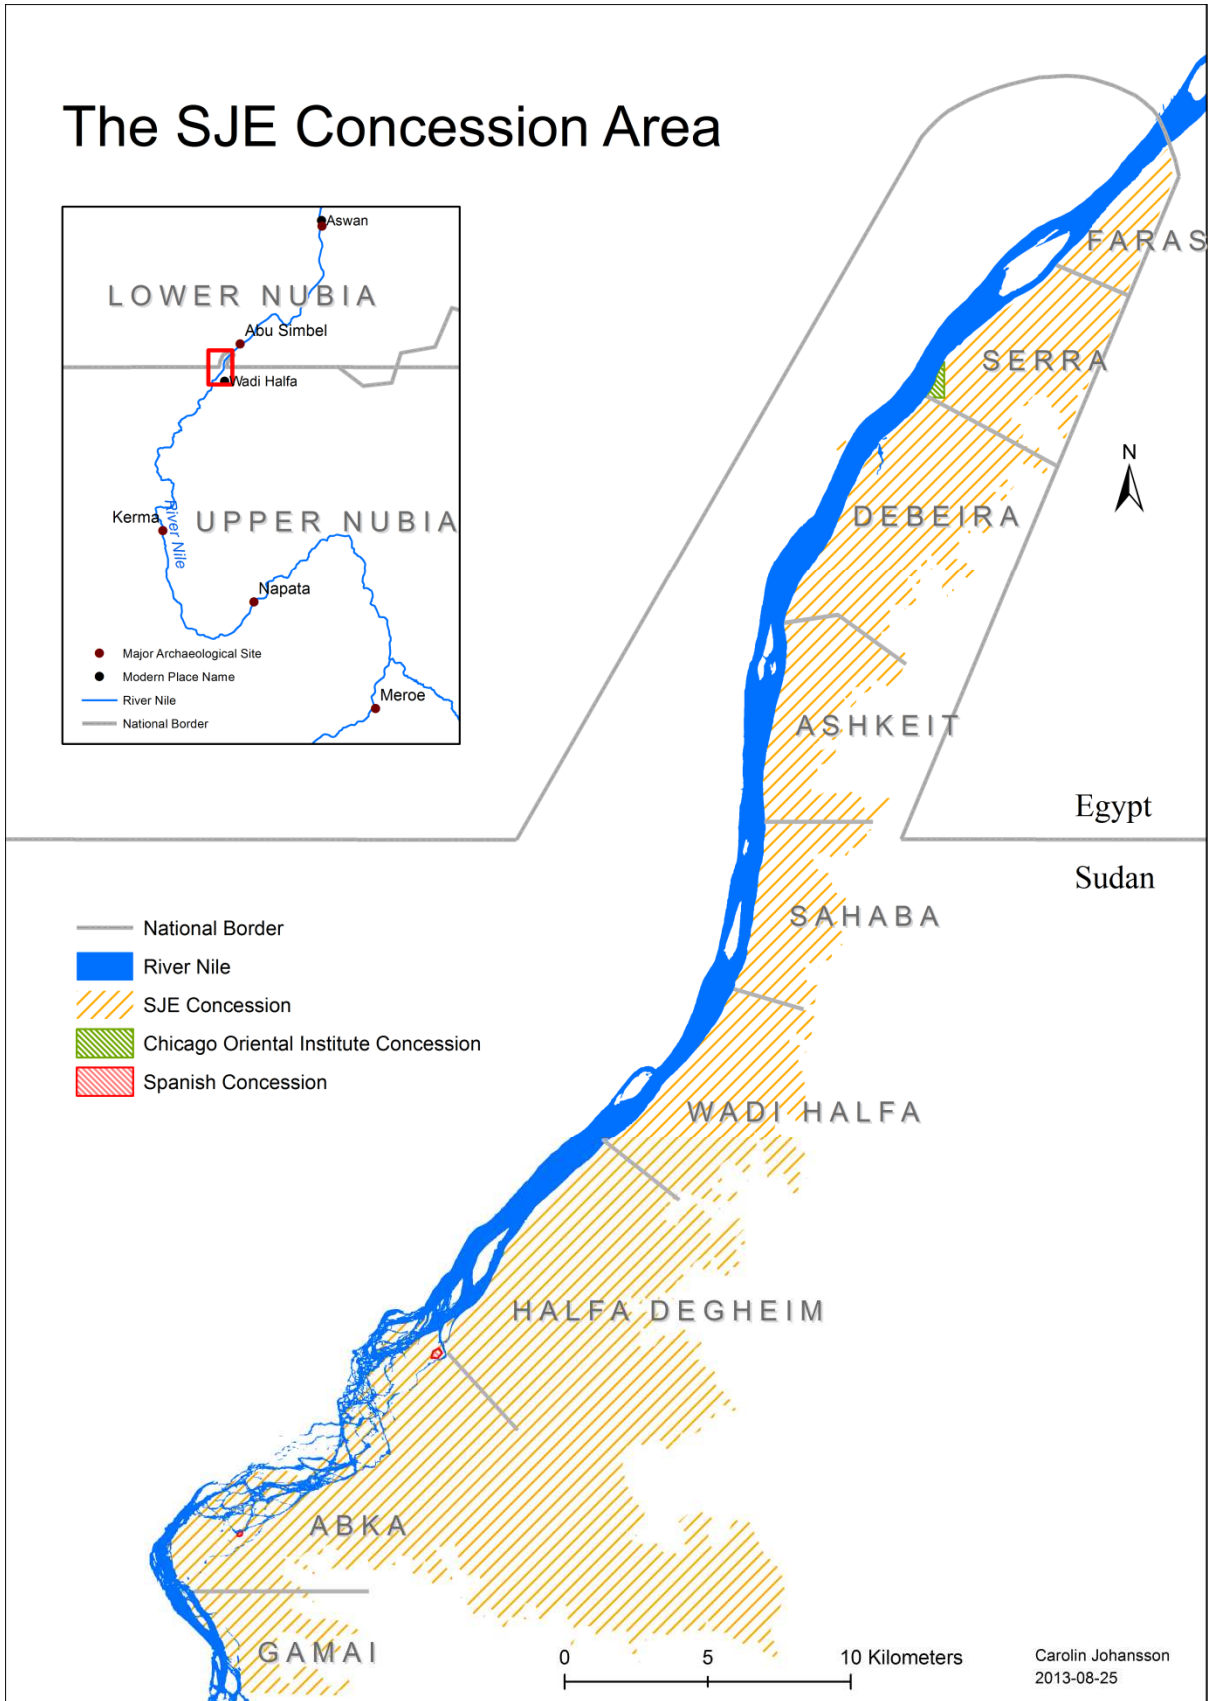 The SJE Concession Area
Aswan
LOWER NUBIA
Abu Simbel
Wadi Halfa
Kerma
River Nile
UPPER NUBIA
Napata
Meroe
Major Archaeological Site
Modern Place Name
River Nile
National Border
FARAS
SERRA
N
DEBEIRA
ASHKEIT
Egypt
Sudan
SAHABA
WADI HALFA
HALFA DEGHEIM
ABKA
GAMAI
National Border
River Nile
SJE Concession
Chicago Oriental Institute Concession
Spanish Concession
0 5 10 Kilometers
Carolin Johansson
2013-08-25